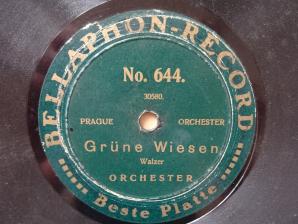 BELLAPHON-RECORD
No. 644.
30580.
PRAGUE ORCHESTER
Grüne Wiesen
Walzer
ORCHESTER
Beste Platte